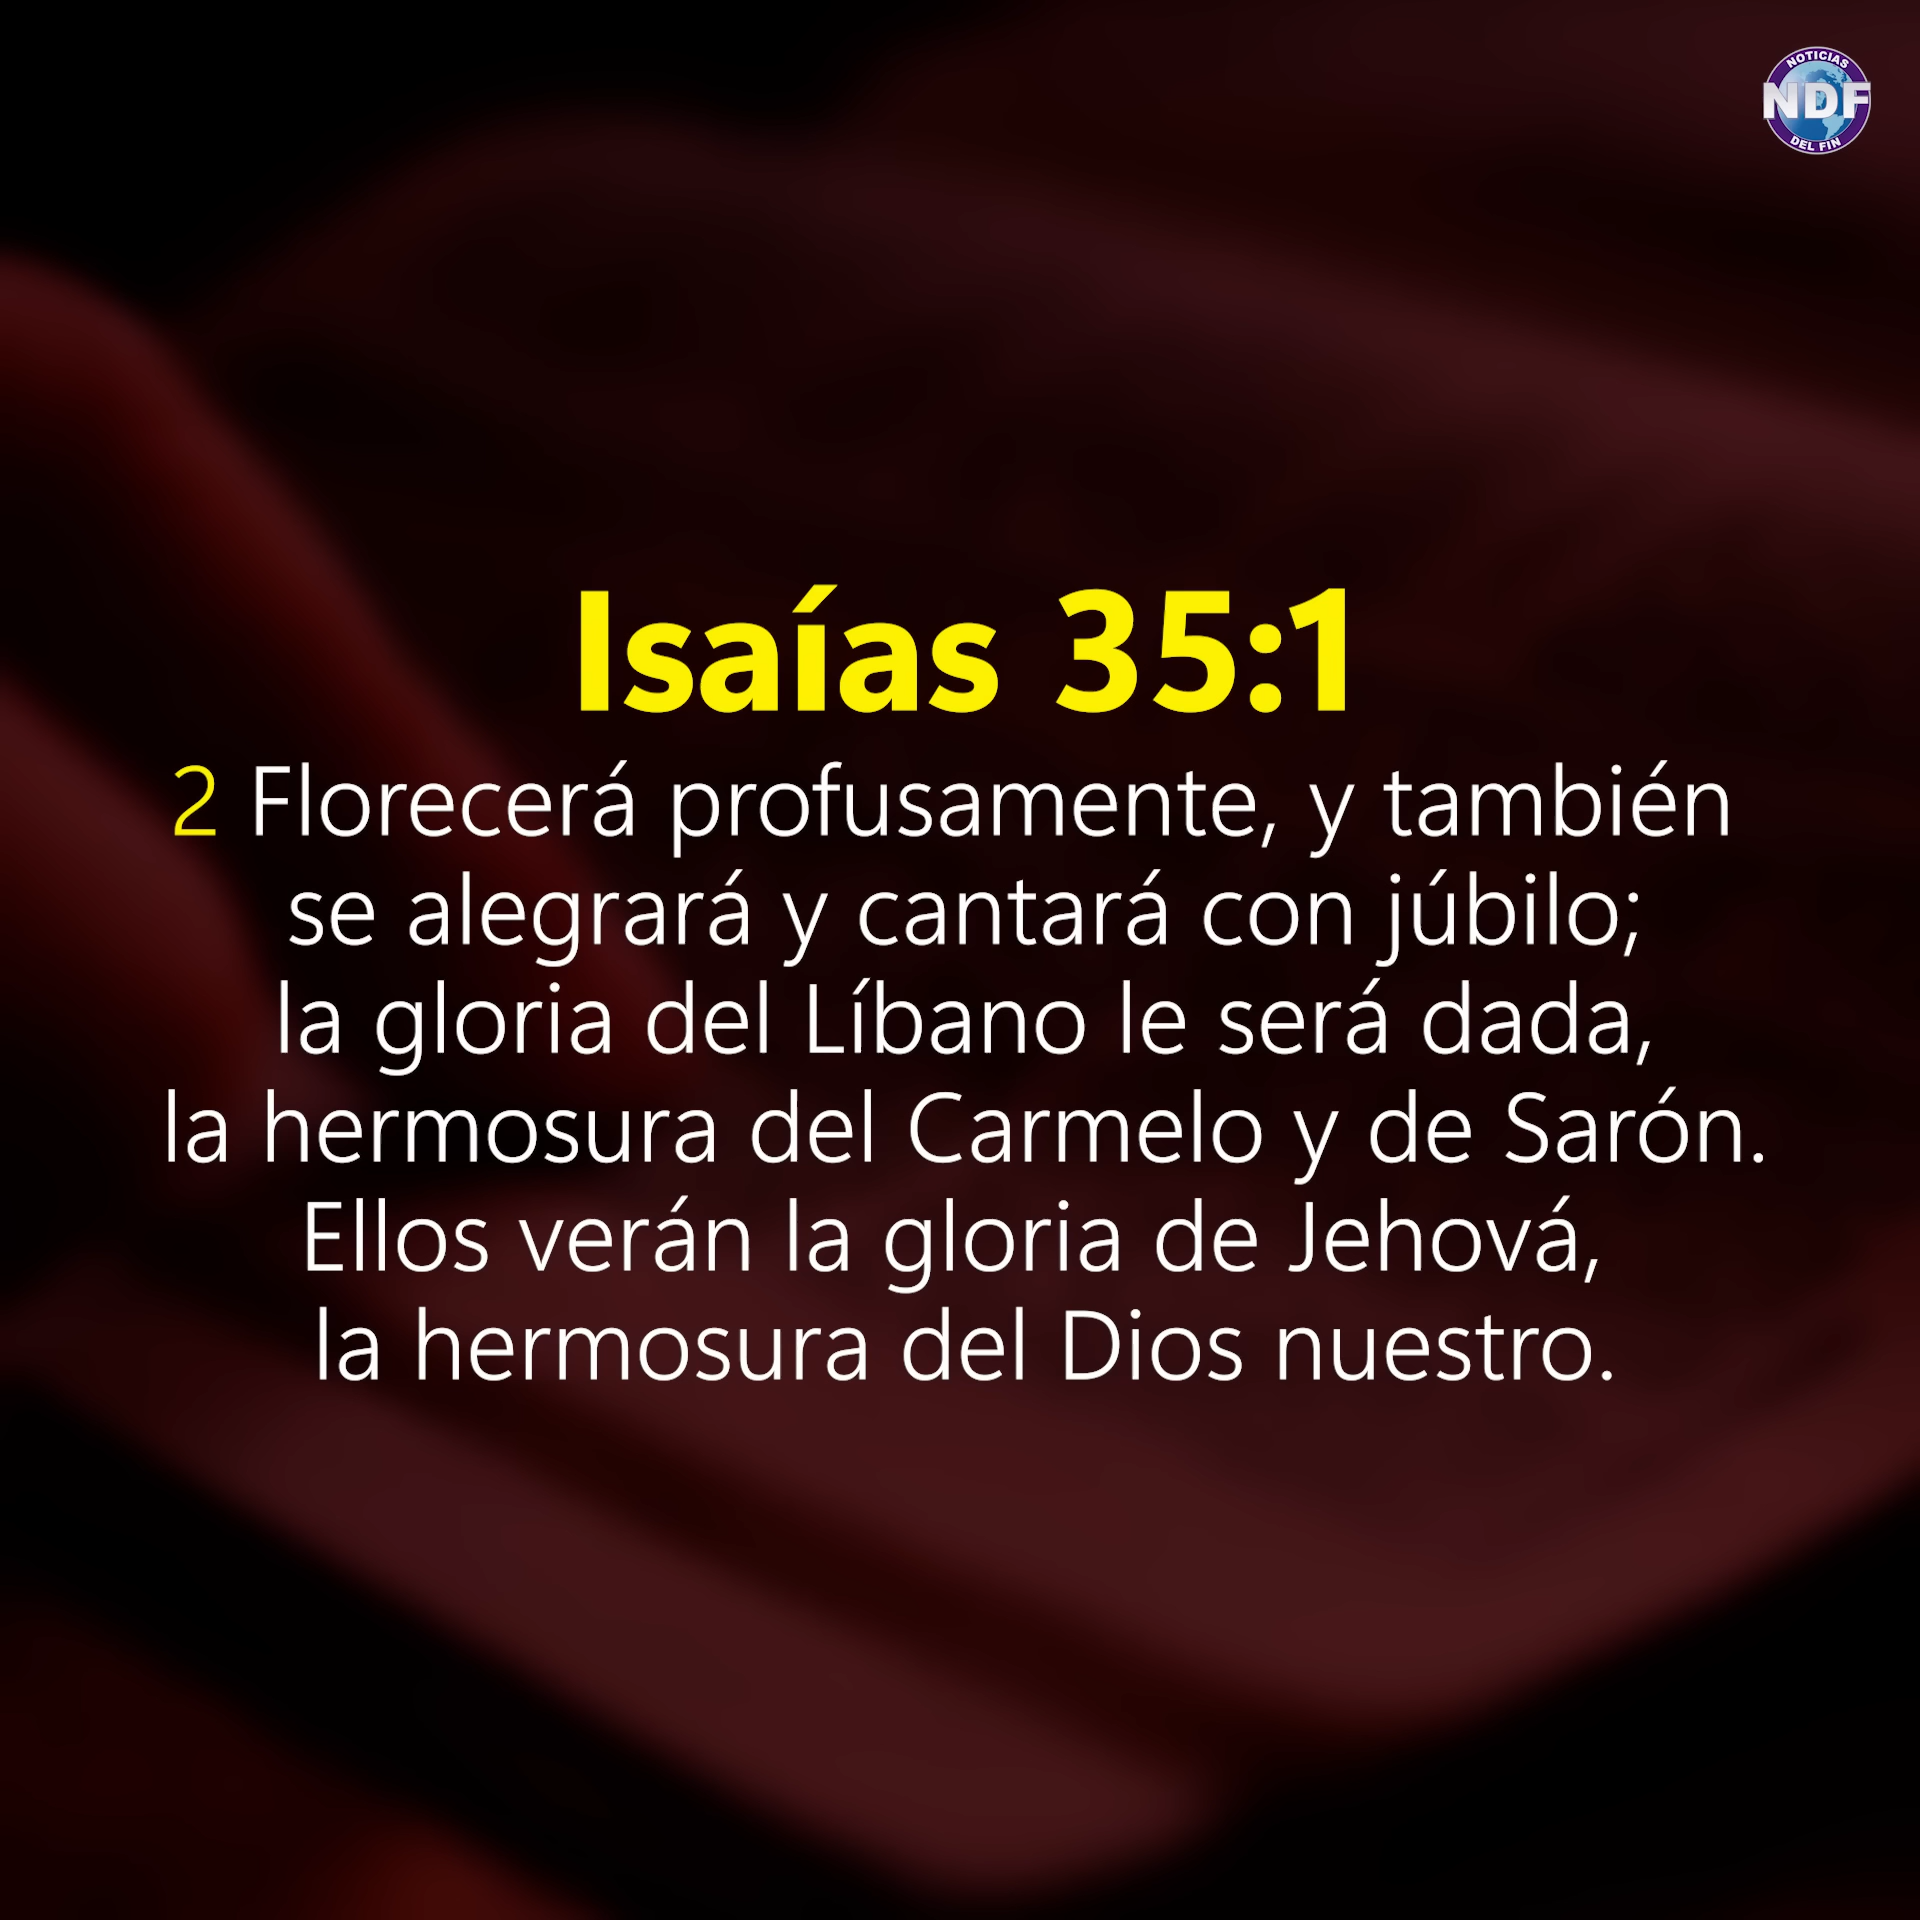 NOTICIAS
NDF
DEL FIN
Isaías 35:1
2 Florecerá profusamente, y también
se alegrará y cantará con júbilo;
la gloria del Líbano le será dada,
la hermosura del Carmelo y de Sarón.
Ellos verán la gloria de Jehová,
la hermosura del Dios nuestro.